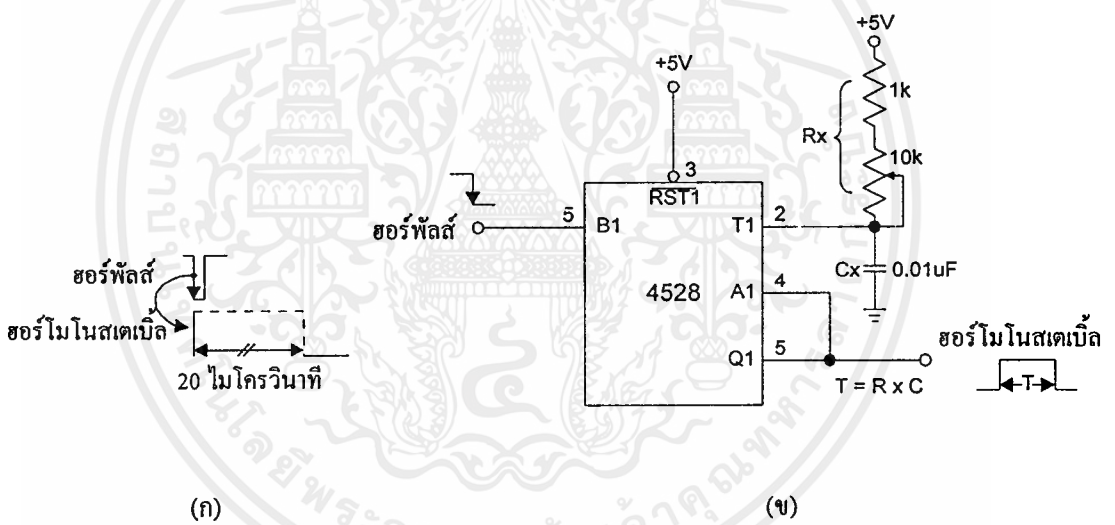 ฮอร์พัลส์
ฮอร์โมโนสเตเบิ้ล
20 ไมโครวินาที
(ก)
+5V
+5V
1k
Rx
10k
3
RST1
ฮอร์พัลส์
5
B1
T1
2
Cx
0.01uF
4528
A1
4
Q1
5
ฮอร์โมโนสเตเบิ้ล
T = R x C
T
(ข)